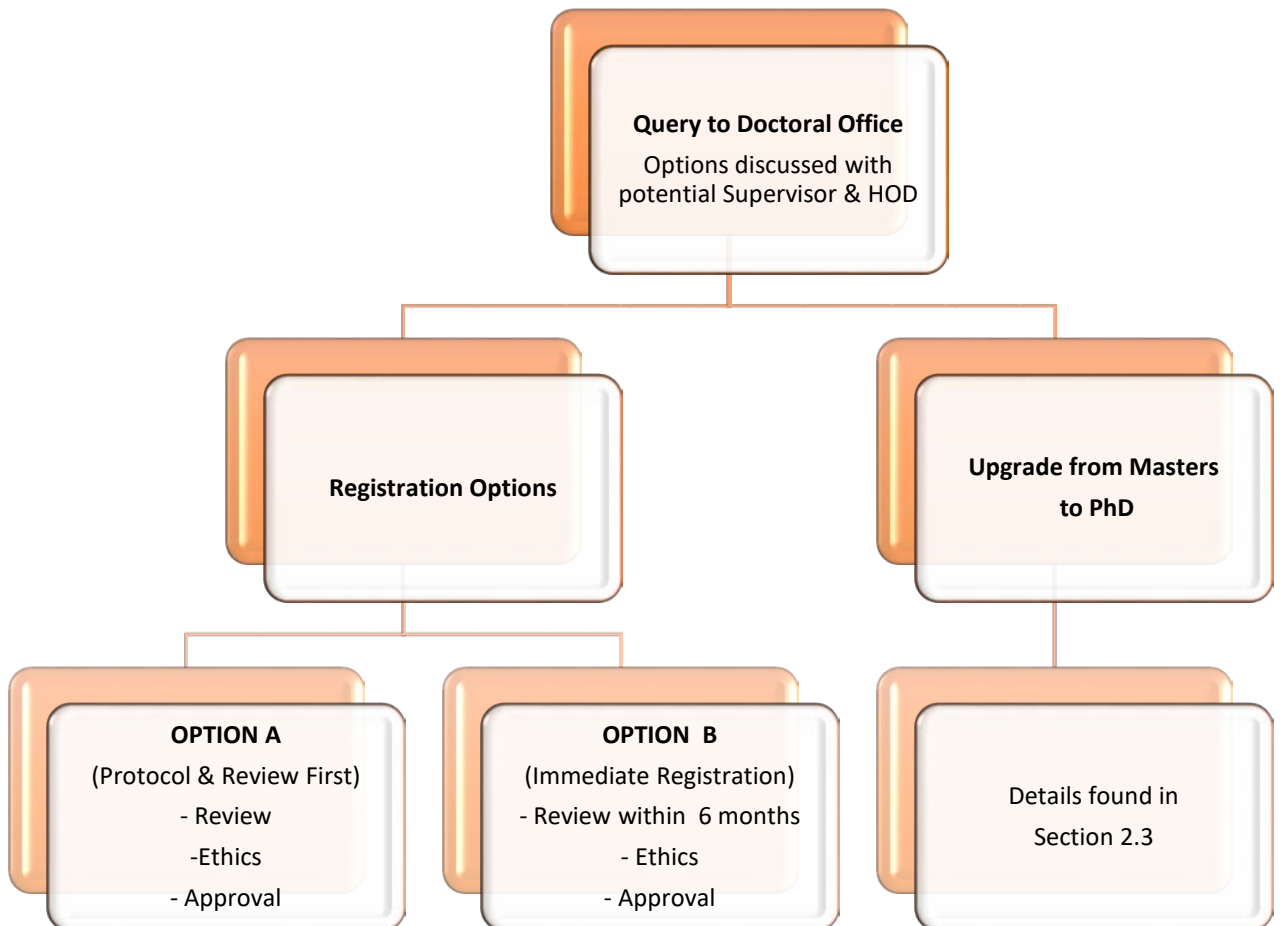 Query to Doctoral Office
Options discussed with
potential Supervisor & HOD
Registration Options
Upgrade from Masters
to PhD
OPTION A
(Protocol & Review First)
- Review
-Ethics
- Approval
OPTION  B
(Immediate Registration)
- Review within  6 months
- Ethics
- Approval
Details found in
Section 2.3